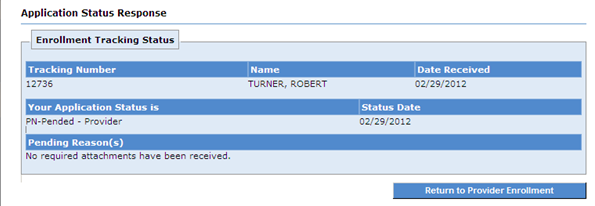 Application Status Response
Enrollment Tracking Status
Tracking Number Name Date Received
12736 TURNER, ROBERT 02/29/2012
Your Application Status is Status Date
PN-Pended - Provider 02/29/2012
Pending Reason(s)
No required attachments have been received.
Return to Provider Enrollment